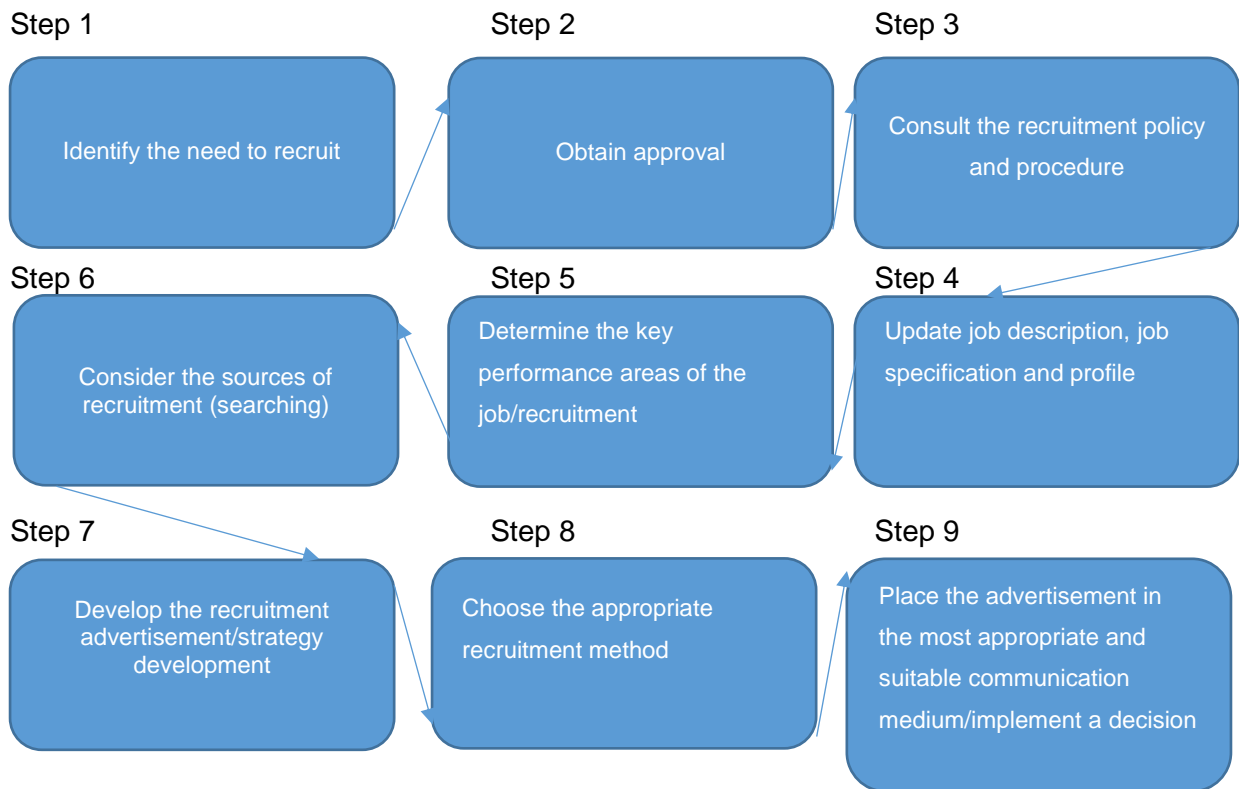 Step 1
Identify the need to recruit
Step 2
Obtain approval
Step 3
Consult the recruitment policy
and procedure
Step 4
Update job description, job
specification and profile
Step 5
Determine the key
performance areas of the
job/recruitment
Step 6
Consider the sources of
recruitment (searching)
Step 7
Develop the recruitment
advertisement/strategy
development
Step 8
Choose the appropriate
recruitment method
Step 9
Place the advertisement in
the most appropriate and
suitable communication
medium/implement a decision